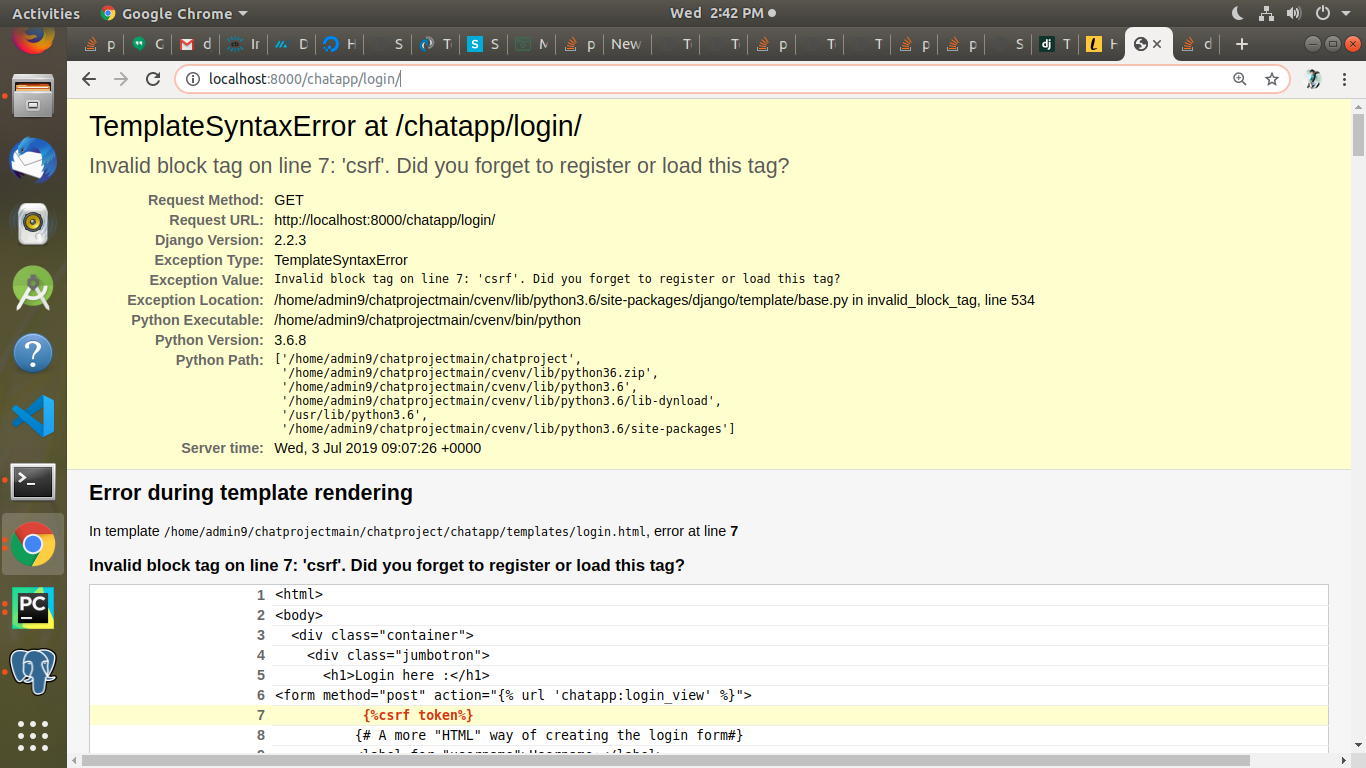 Activities
Google Chrome
Wed 2:42 PM
p
G
d
In
D
H
S
To
S
S
M
p
New
To
To
p
To
T
p
p
S
dj
T
L
H
d
localhost:8000/chatapp/login/
TemplateSyntaxError at /chatapp/login/
Invalid block tag on line 7: 'csrf'. Did you forget to register or load this tag?
Request Method: GET
Request URL: http://localhost:8000/chatapp/login/
Django Version: 2.2.3
Exception Type: TemplateSyntaxError
Exception Value: Invalid block tag on line 7: 'csrf'. Did you forget to register or load this tag?
Exception Location: /home/admin9/chatprojectmain/cvenv/lib/python3.6/site-packages/django/template/base.py in invalid_block_tag, line 534
Python Executable: /home/admin9/chatprojectmain/cvenv/bin/python
Python Version: 3.6.8
Python Path: ['/home/admin9/chatprojectmain/chatproject',
'/home/admin9/chatprojectmain/cvenv/lib/python36.zip',
'/home/admin9/chatprojectmain/cvenv/lib/python3.6',
'/home/admin9/chatprojectmain/cvenv/lib/python3.6/lib-dynload',
'/usr/lib/python3.6',
'/home/admin9/chatprojectmain/cvenv/lib/python3.6/site-packages']
Server time: Wed, 3 Jul 2019 09:07:26 +0000
Error during template rendering
In template /home/admin9/chatprojectmain/chatproject/chatapp/templates/login.html, error at line 7
Invalid block tag on line 7: 'csrf'. Did you forget to register or load this tag?
1 <html>
2 <body>
3 <div class="container">
4 <div class="jumbotron">
5 <h1>Login here :</h1>
6 <form method="post" action="{% url 'chatapp:login_view' %}">
7 {%csrf token%}
8 {# A more "HTML" way of creating the login form#}
PC